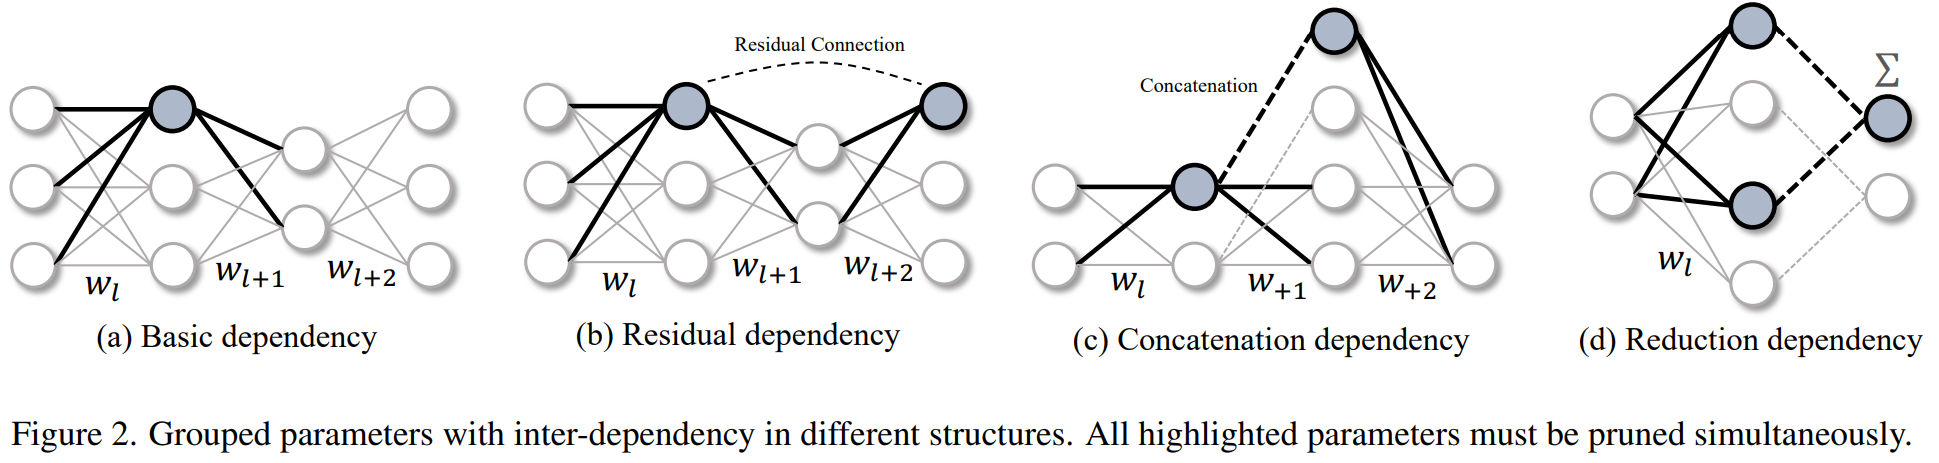 Residual Connection
Concatenation
Σ
w_l
w_{l+1}
w_{l+2}
w_l
w_{l+1}
w_{l+2}
w_l
w_{+1}
w_{+2}
w_l
(a) Basic dependency
(b) Residual dependency
(c) Concatenation dependency
(d) Reduction dependency
Figure 2. Grouped parameters with inter-dependency in different structures. All highlighted parameters must be pruned simultaneously.